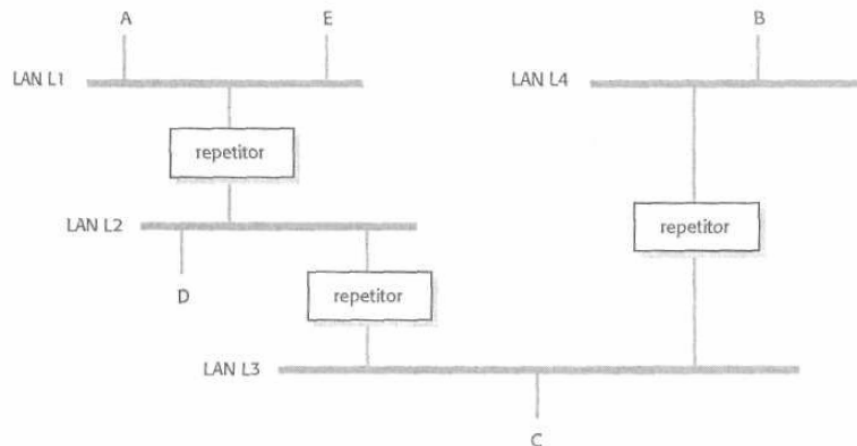 A E B
LAN L1 LAN L4
repetitor
LAN L2 repetitor
D repetitor
LAN L3
C